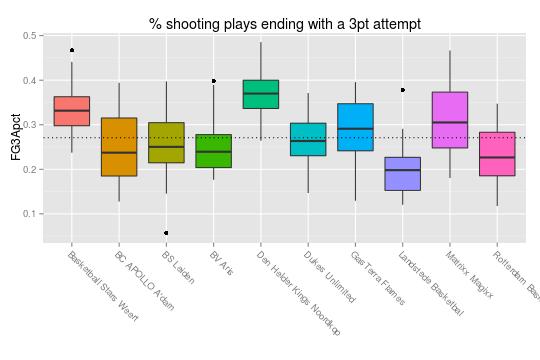 % shooting plays ending with a 3pt attempt
FG3Apct
0.5
0.4
0.3
0.2
0.1
Basketball Stars Weert
BC APOLLO A'dam
BS Leiden
BV Aris
Den Helder Kings Noordkop
Dukes Unlimited
GasTerra Flames
Landstede Basketbal
Matrixx Magixx
Rotterdam Bas